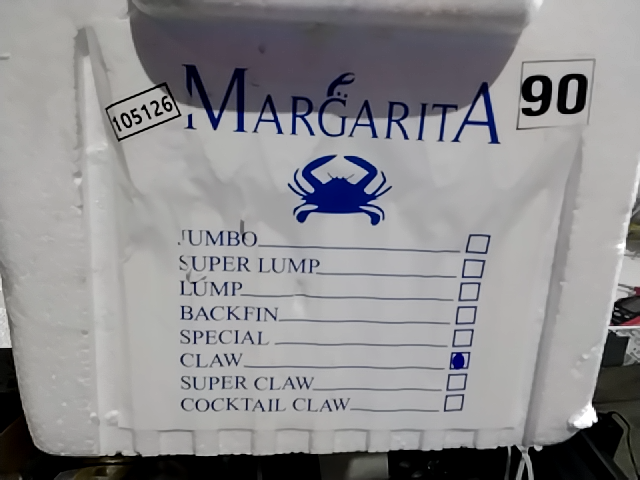 105126
MARGARITA
90
JUMBO
SUPER LUMP
LUMP
BACKFIN
SPECIAL
CLAW
SUPER CLAW
COCKTAIL CLAW